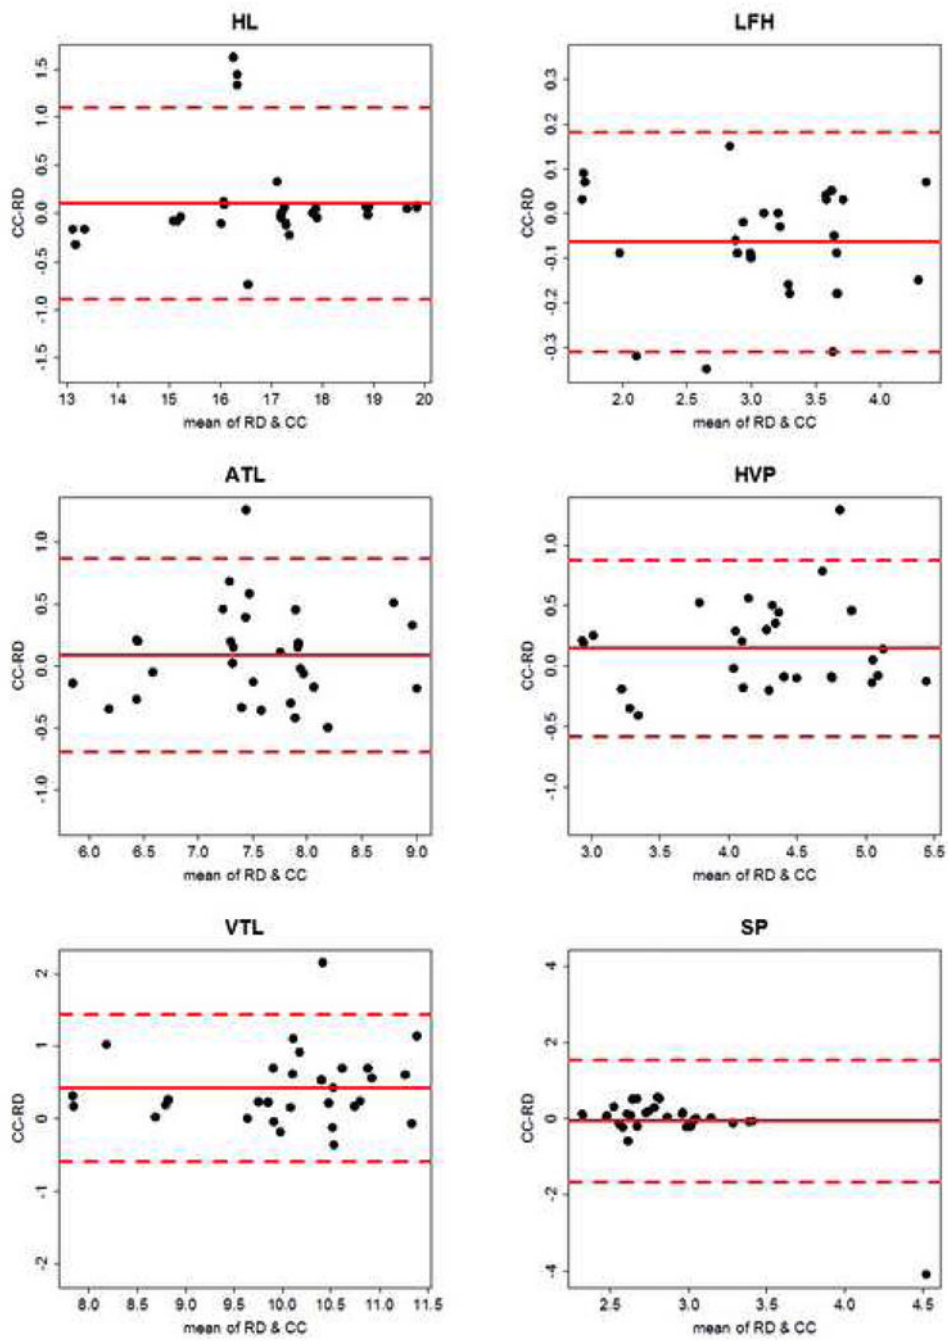 HL
CC-RD
1.5
1.0
0.5
0.0
-0.5
-1.0
-1.5
13 14 15 16 17 18 19 20
mean of RD & CC
LFH
CC-RD
0.3
0.2
0.1
0.0
-0.1
-0.2
-0.3
2.0 2.5 3.0 3.5 4.0
mean of RD & CC
ATL
CC-RD
1.0
0.5
0.0
-0.5
-1.0
6.0 6.5 7.0 7.5 8.0 8.5 9.0
mean of RD & CC
HVP
CC-RD
1.0
0.5
0.0
-0.5
-1.0
3.0 3.5 4.0 4.5 5.0 5.5
mean of RD & CC
VTL
CC-RD
2
1
0
-1
-2
8.0 8.5 9.0 9.5 10.0 10.5 11.0 11.5
mean of RD & CC
SP
CC-RD
4
2
0
-2
-4
2.5 3.0 3.5 4.0 4.5
mean of RD & CC